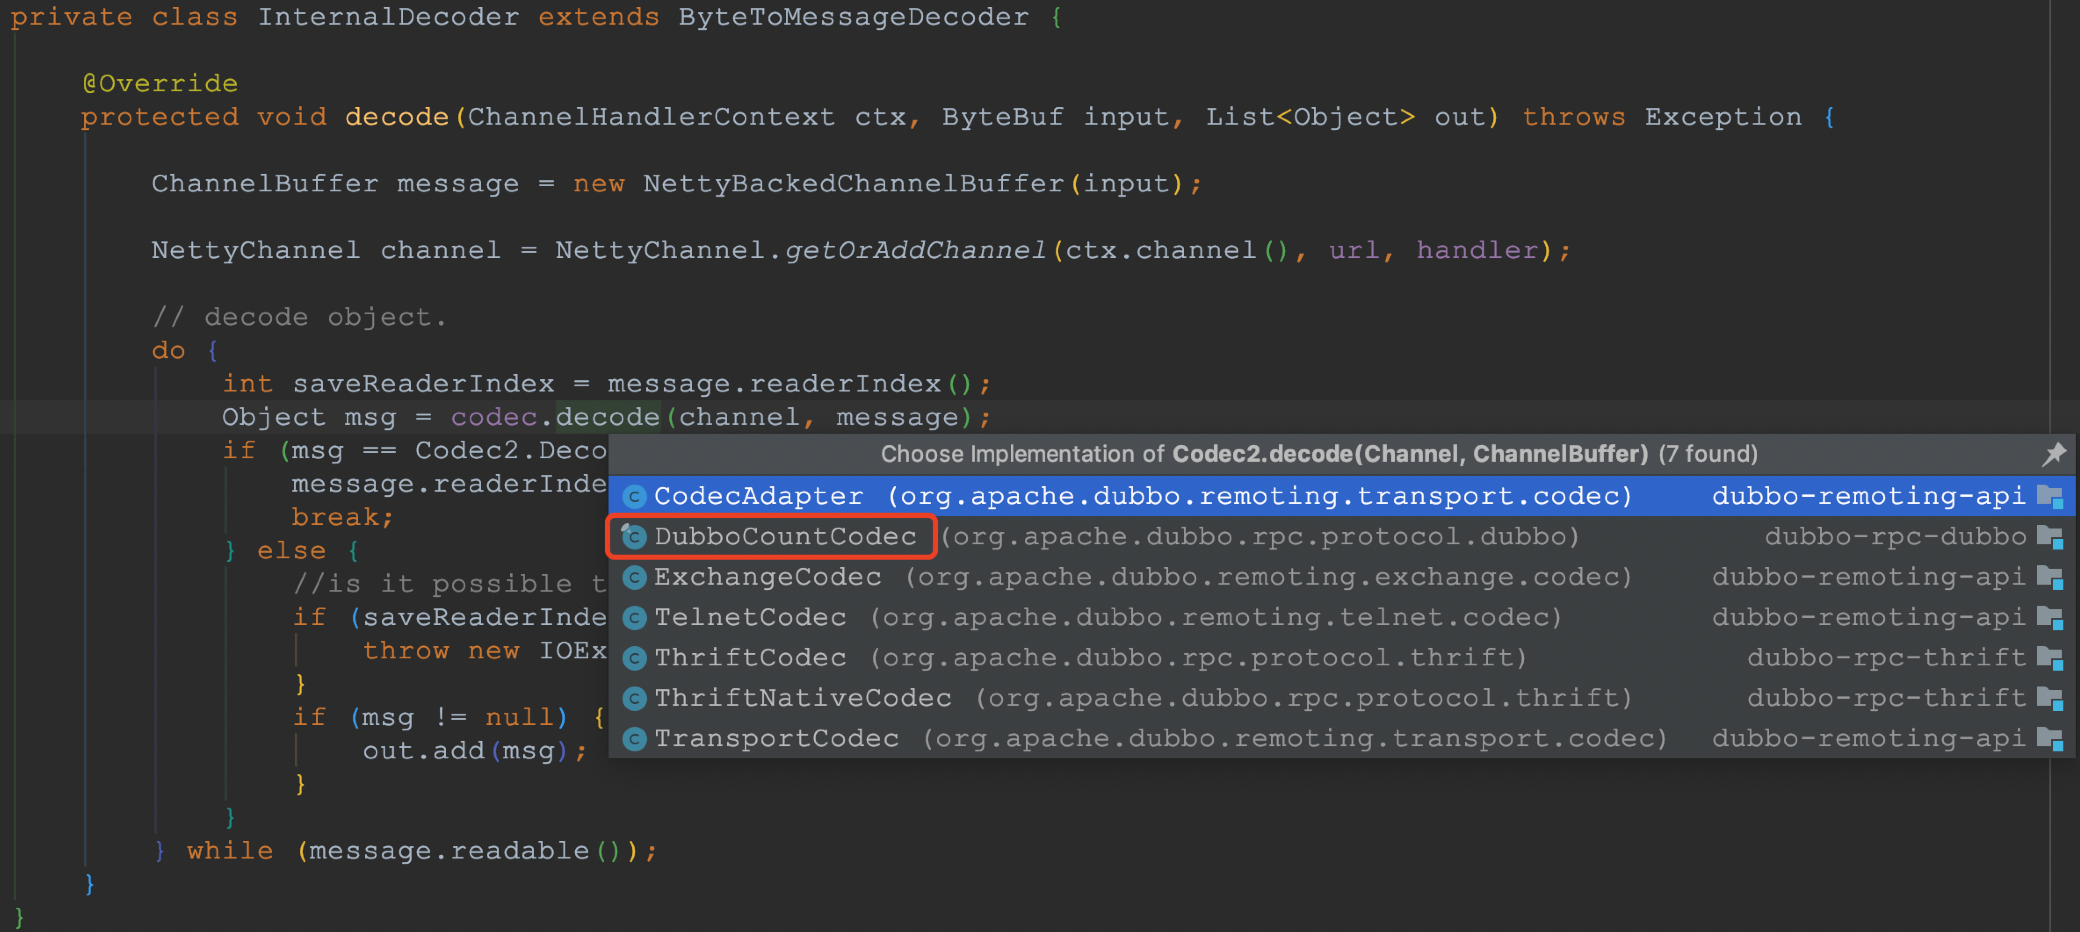 private class InternalDecoder extends ByteToMessageDecoder {
@Override
protected void decode(ChannelHandlerContext ctx, ByteBuf input, List<Object> out) throws Exception {
ChannelBuffer message = new NettyBackedChannelBuffer(input);
NettyChannel channel = NettyChannel.getOrAddChannel(ctx.channel(), url, handler);
// decode object.
do {
int saveReaderIndex = message.readerIndex();
Object msg = codec.decode(channel, message);
if (msg == Codec2.Deco
Choose Implementation of Codec2.decode(Channel, ChannelBuffer) (7 found)
message.readerInde
CodecAdapter (org.apache.dubbo.remoting.transport.codec) dubbo-remoting-api
break;
DubboCountCodec (org.apache.dubbo.rpc.protocol.dubbo) dubbo-rpc-dubbo
} else {
ExchangeCodec (org.apache.dubbo.remoting.exchange.codec) dubbo-remoting-api
//is it possible t
if (saveReaderInde
TelnetCodec (org.apache.dubbo.remoting.telnet.codec) dubbo-remoting-api
throw new IOEx
ThriftCodec (org.apache.dubbo.rpc.protocol.thrift) dubbo-rpc-thrift
}
ThriftNativeCodec (org.apache.dubbo.rpc.protocol.thrift) dubbo-rpc-thrift
if (msg != null) {
TransportCodec (org.apache.dubbo.remoting.transport.codec) dubbo-remoting-api
out.add(msg);
}
}
} while (message.readable());
}
}